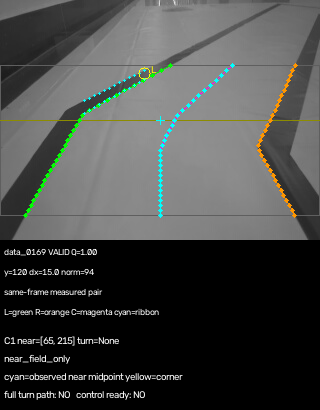 L
data_0169 VALID Q=1.00
y=120 dx=15.0 norm=94
same-frame measured pair
L=green R=orange C=magenta cyan=ribbon
C1 near=[65, 215] turn=None
near_field_only
cyan=observed near midpoint yellow=corner
full turn path: NO control ready: NO